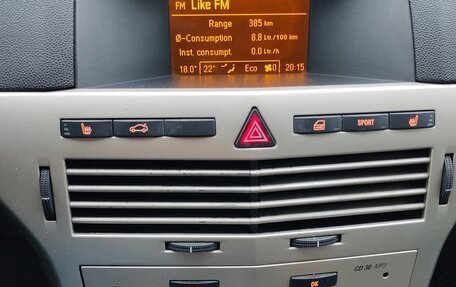 FM Like FM
Range 385 km
Ø-Consumption 8.8 Ltr./100 km
Inst. consumpt. 0.0 Ltr./h
18.0° 22° Eco 0 20:15
SPORT
CD 30 MP3
OK